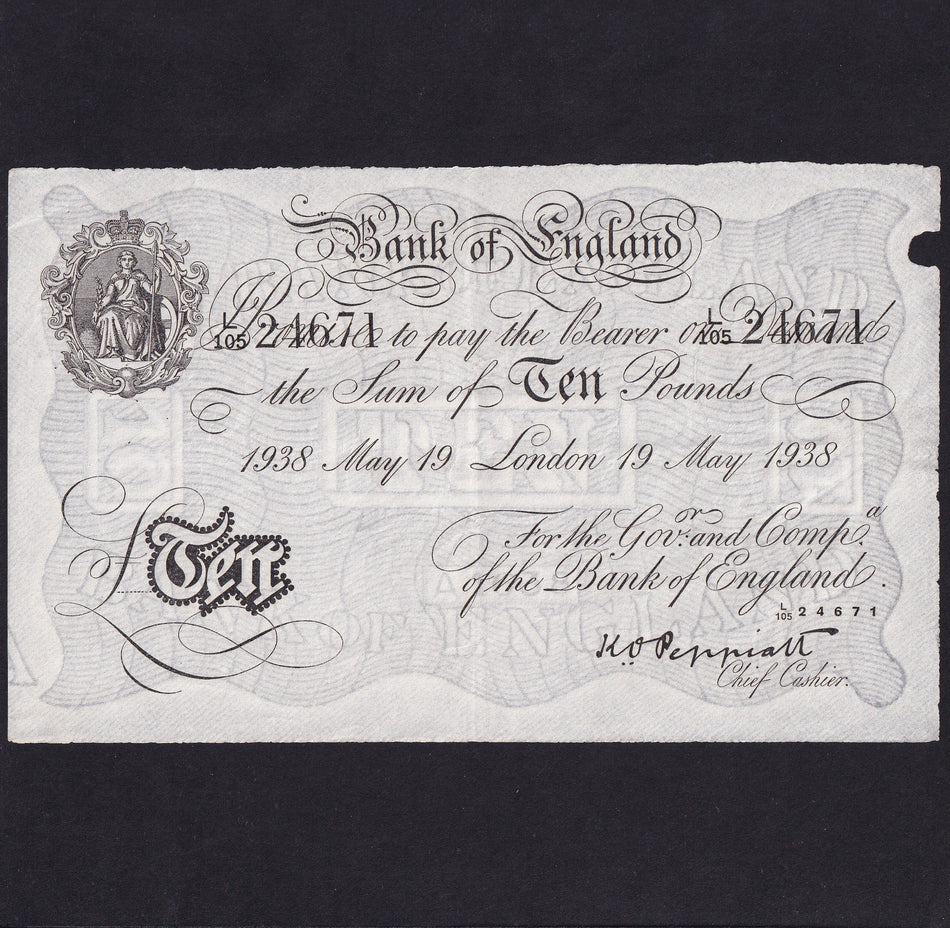 Bank of England
I Promise to pay the Bearer on Demand
L/105 24671 L/105 24671
the Sum of Ten Pounds
1938 May 19 London 19 May 1938
For the Govr. and Compa.
£Ten of the Bank of England.
L/105 24671
K.O Peppiatt
Chief Cashier.